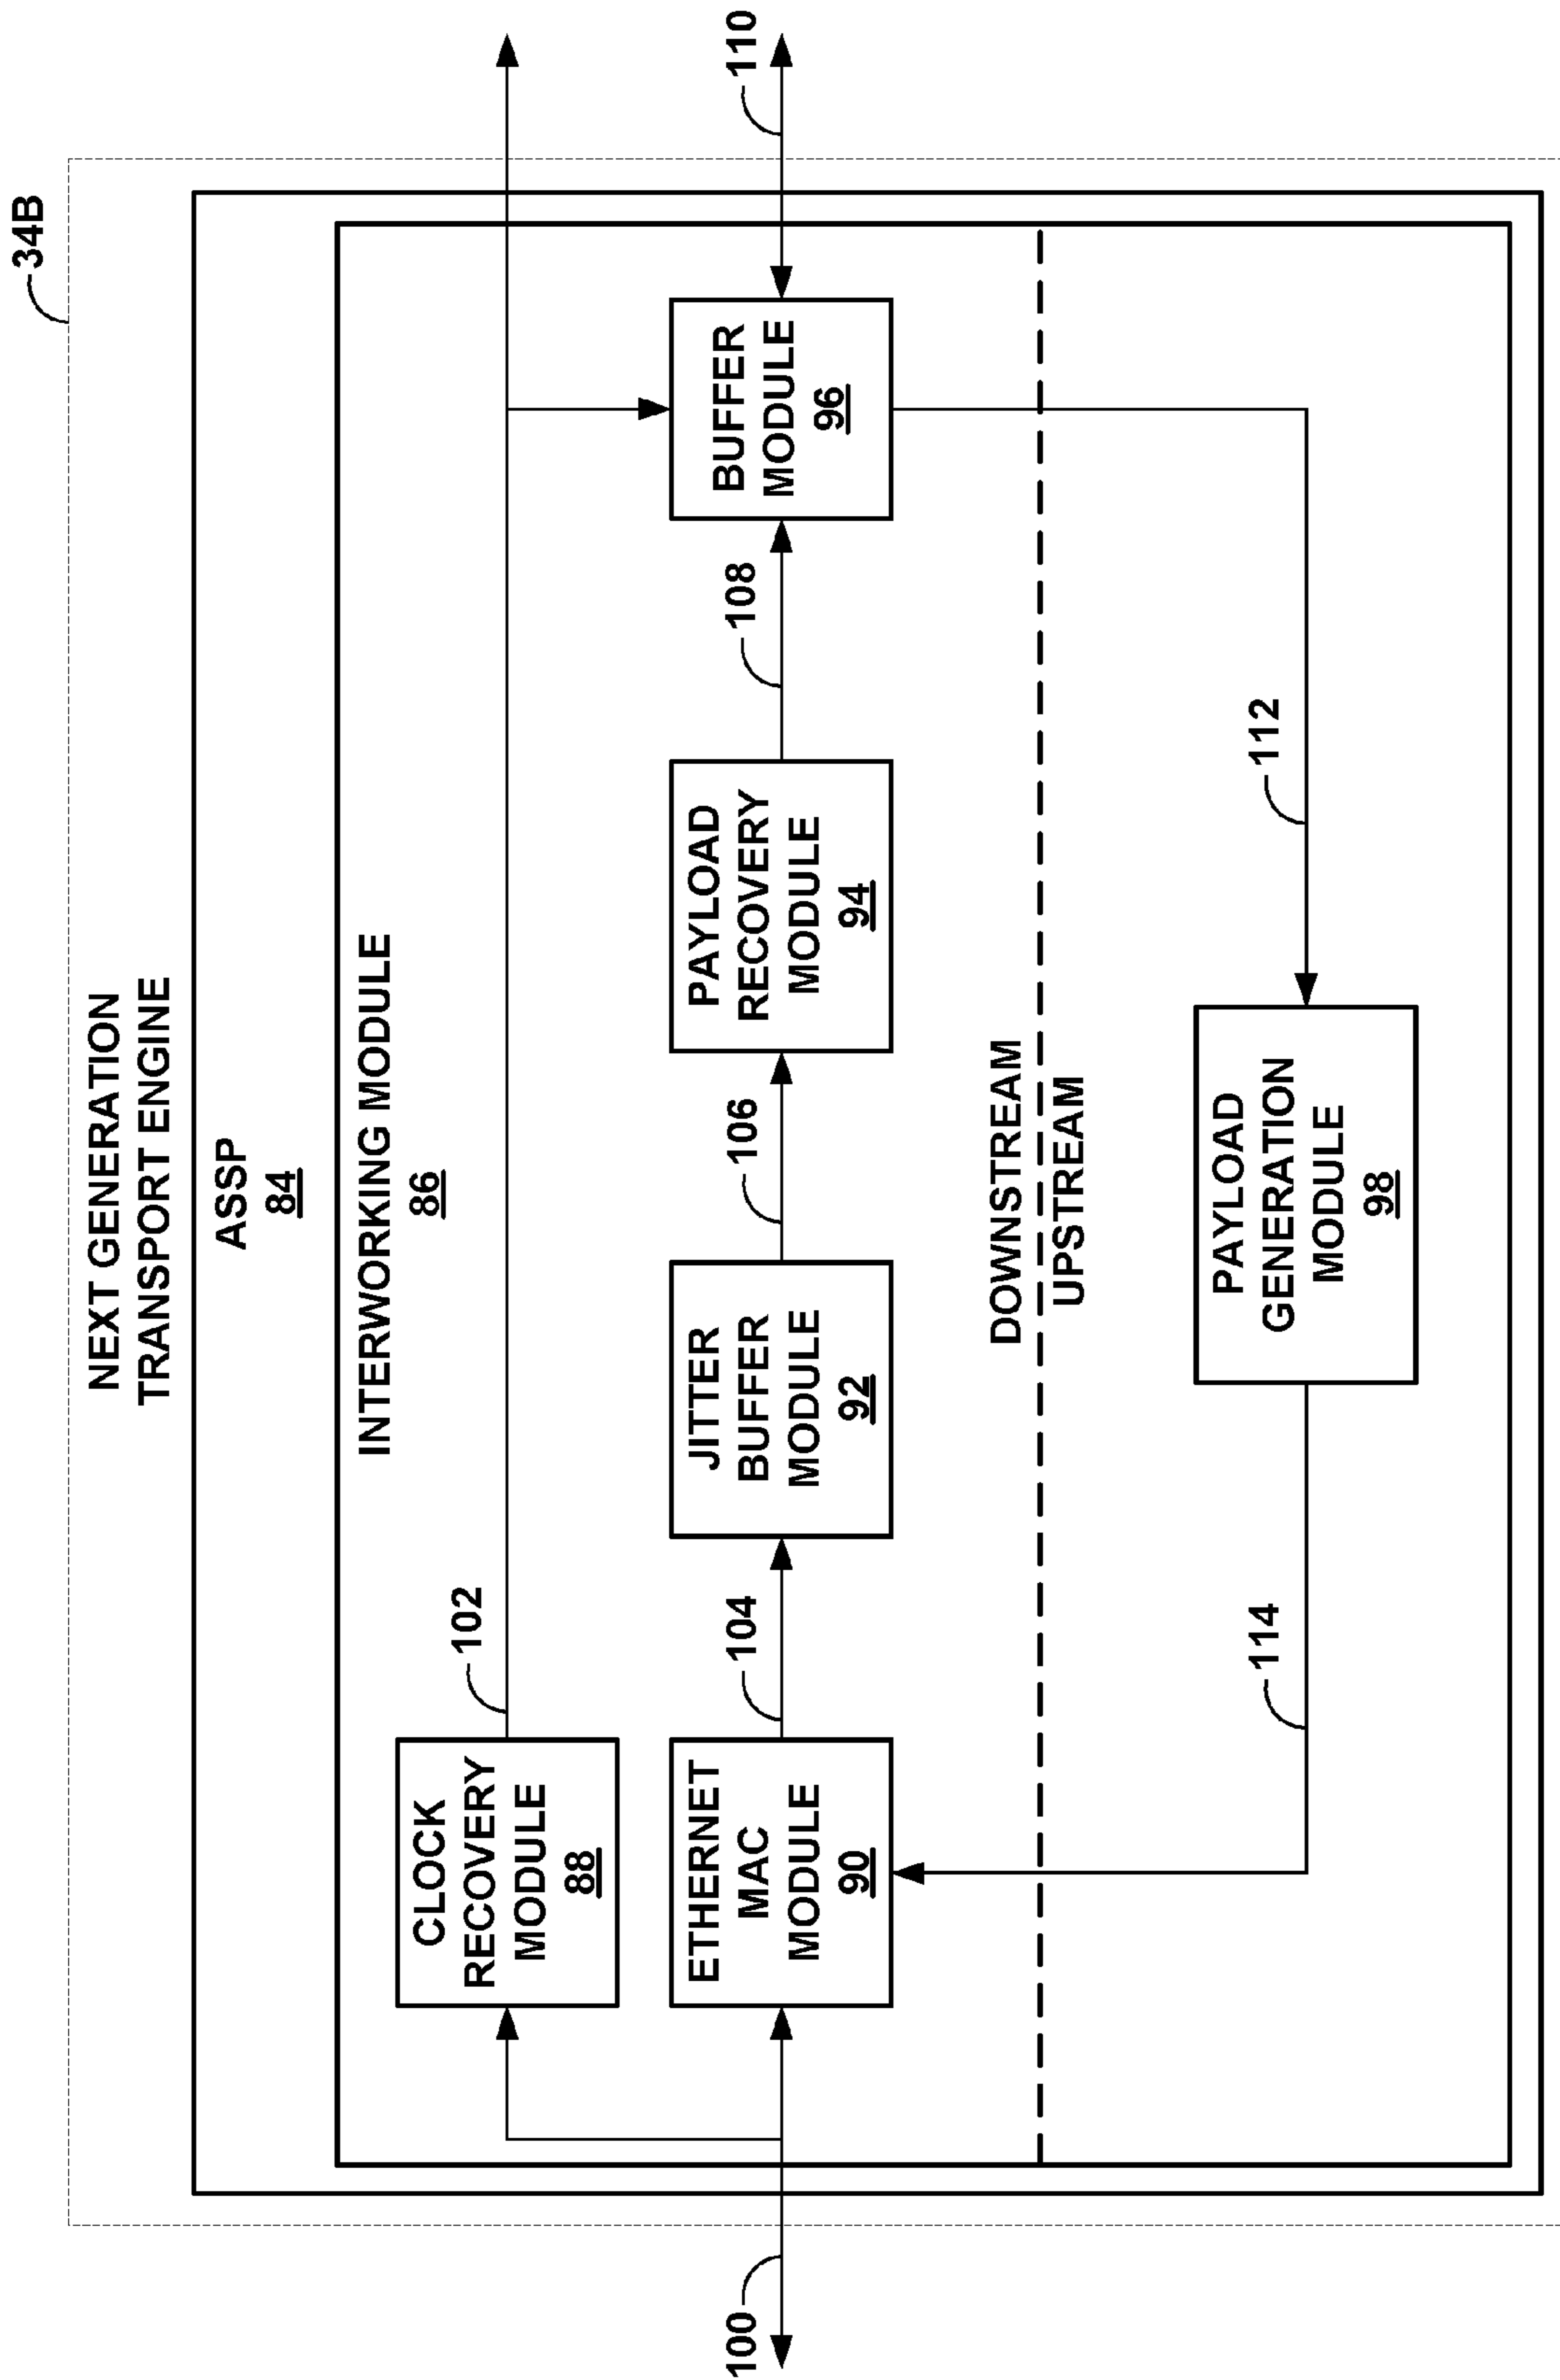 34B
NEXT GENERATION
TRANSPORT ENGINE
ASSP
84
INTERWORKING MODULE
86
CLOCK
RECOVERY
MODULE
88
102
ETHERNET
MAC
MODULE
90
104
JITTER
BUFFER
MODULE
92
106
PAYLOAD
RECOVERY
MODULE
94
108
BUFFER
MODULE
96
110
100
DOWNSTREAM
UPSTREAM
114
PAYLOAD
GENERATION
MODULE
98
112